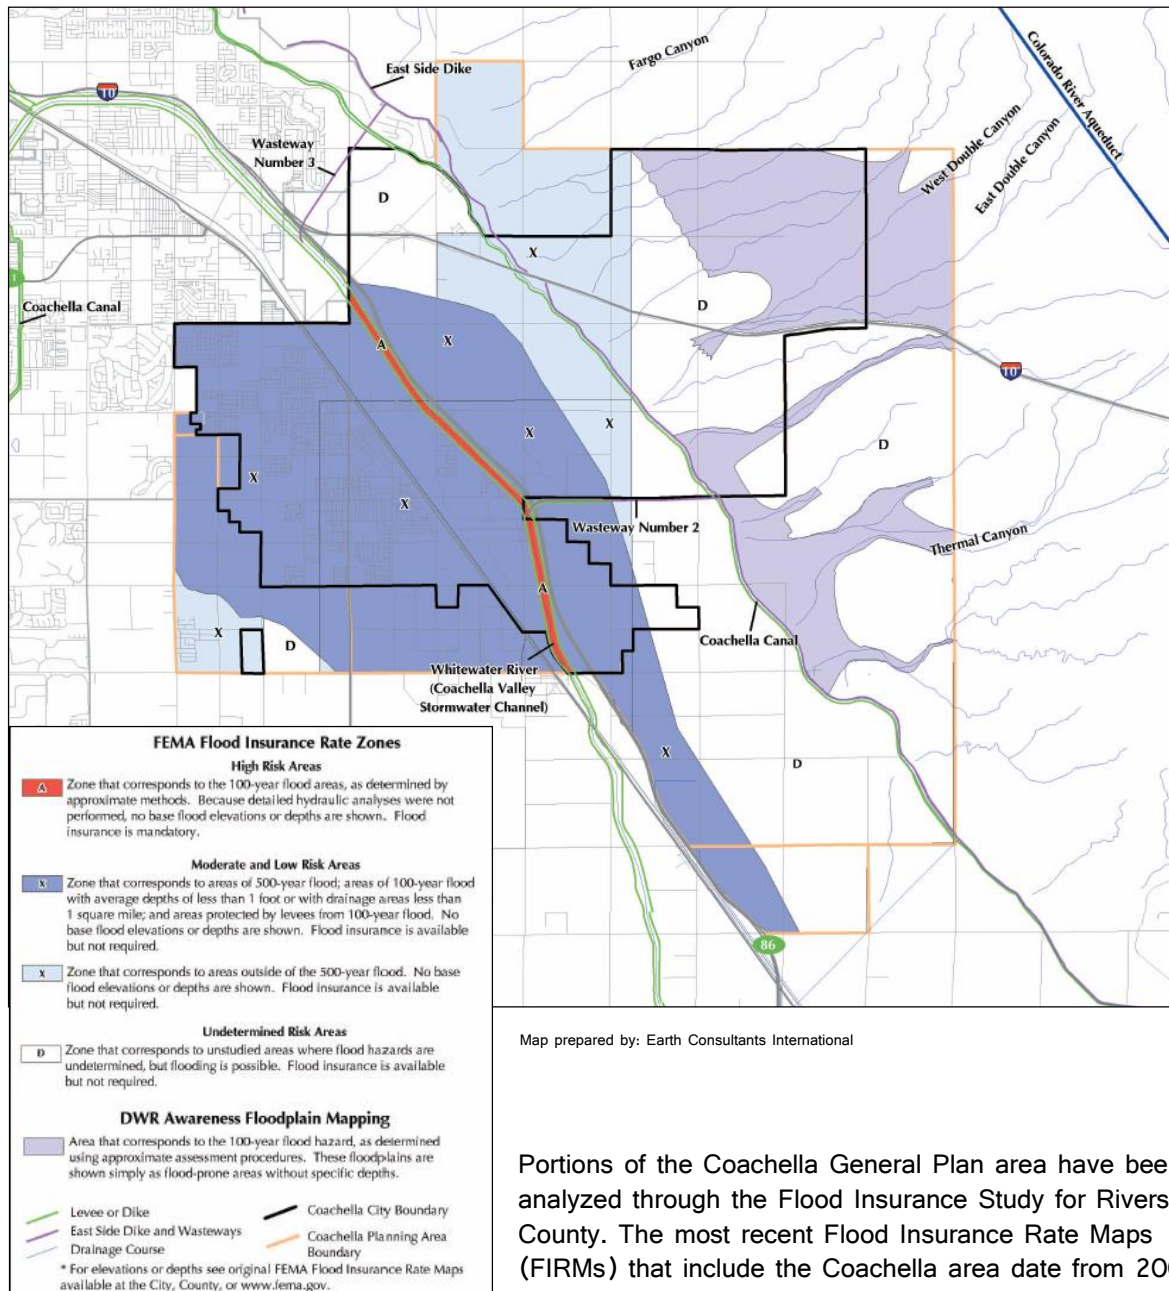 Fargo Canyon
Colorado River Aqueduct
East Side Dike
10
Wasteway
Number 3
West Double Canyon
East Double Canyon
D
X
1
Coachella Canal
D
A
X
10
X
X
D
X
X
Wasteway Number 2
Thermal Canyon
A
Coachella Canal
X
D
Whitewater River
(Coachella Valley
Stormwater Channel)
X
D
86
FEMA Flood Insurance Rate Zones
High Risk Areas
A
Zone that corresponds to the 100-year flood areas, as determined by
approximate methods. Because detailed hydraulic analyses were not
performed, no base flood elevations or depths are shown. Flood
insurance is mandatory.
Moderate and Low Risk Areas
X
Zone that corresponds to areas of 500-year flood; areas of 100-year flood
with average depths of less than 1 foot or with drainage areas less than
1 square mile; and areas protected by levees from 100-year flood. No
base flood elevations or depths are shown. Flood insurance is available
but not required.
X
Zone that corresponds to areas outside of the 500-year flood. No base
flood elevations or depths are shown. Flood insurance is available
but not required.
Undetermined Risk Areas
D
Zone that corresponds to unstudied areas where flood hazards are
undetermined, but flooding is possible. Flood insurance is available
but not required.
DWR Awareness Floodplain Mapping
Area that corresponds to the 100-year flood hazard, as determined
using approximate assessment procedures. These floodplains are
shown simply as flood-prone areas without specific depths.
Levee or Dike
East Side Dike and Wasteways
Drainage Course
Coachella City Boundary
Coachella Planning Area
Boundary
* For elevations or depths see original FEMA Flood Insurance Rate Maps
available at the City, County, or www.fema.gov.
Map prepared by: Earth Consultants International
Portions of the Coachella General Plan area have bee
analyzed through the Flood Insurance Study for Rivers
County. The most recent Flood Insurance Rate Maps
(FIRMs) that include the Coachella area date from 20